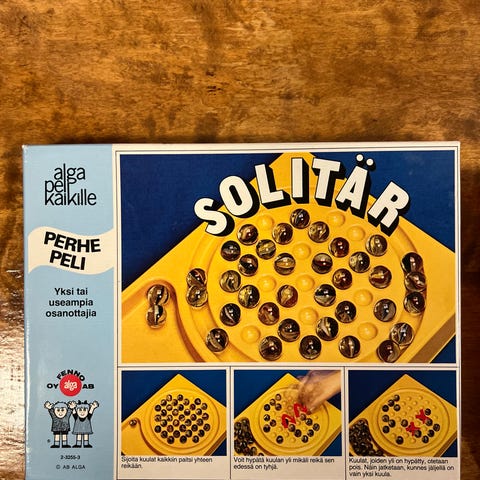 alga
peli
kaikille
PERHE
PELI
Yksi tai
useampia
osanottajia
FENNO
OY alga AB
2-3255-3
© AB ALGA
SOLITÄR
Sijoita kuulat kaikkiin paitsi yhteen
reikään.
Voit hypätä kuulan yli mikäli reikä sen
edessä on tyhjä.
Kuulat, joiden yli on hypätty, otetaan
pois. Näin jatketaan, kunnes jäljellä on
vain yksi kuula.